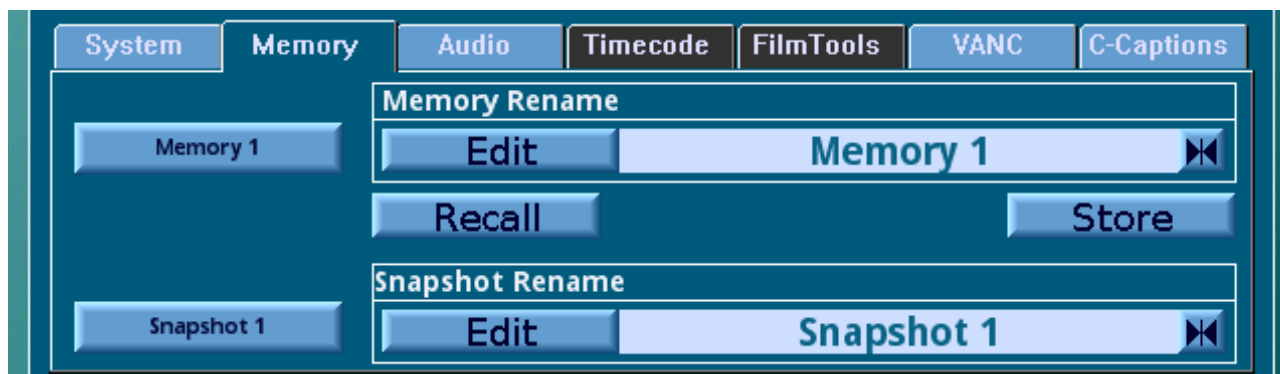 System Memory Audio Timecode FilmTools VANC C-Captions
Memory Rename
Memory 1 Edit Memory 1
Recall Store
Snapshot Rename
Snapshot 1 Edit Snapshot 1